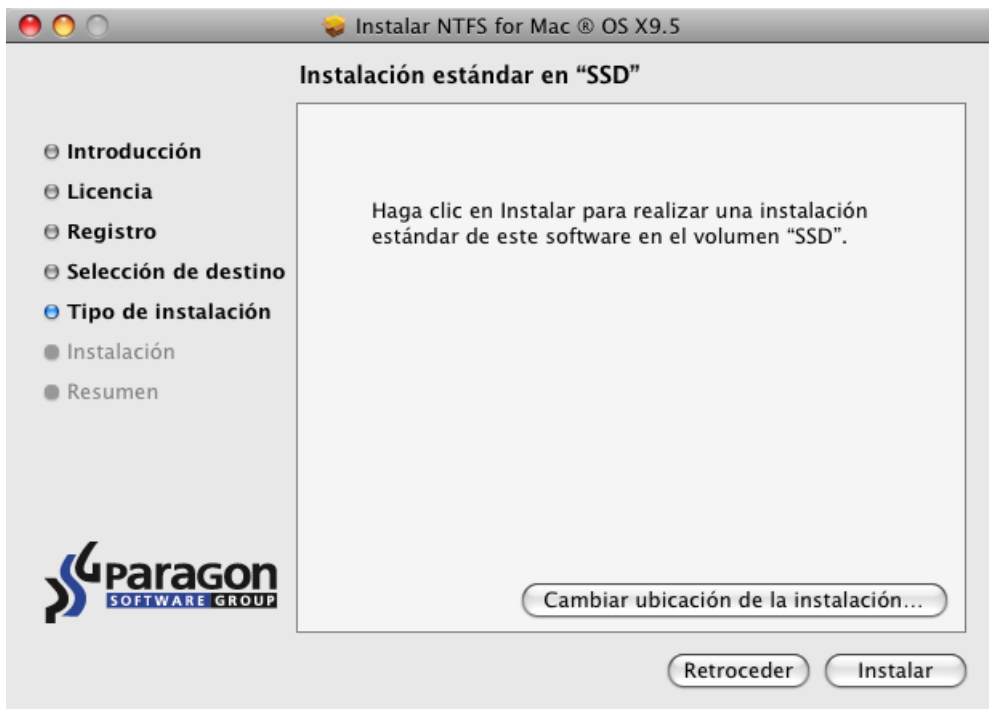 Instalar NTFS for Mac ® OS X9.5
Instalación estándar en “SSD”
Introducción
Licencia
Registro
Selección de destino
Tipo de instalación
Instalación
Resumen
Haga clic en Instalar para realizar una instalación
estándar de este software en el volumen “SSD”.
Paragon
SOFTWARE GROUP
Cambiar ubicación de la instalación...
Retroceder
Instalar